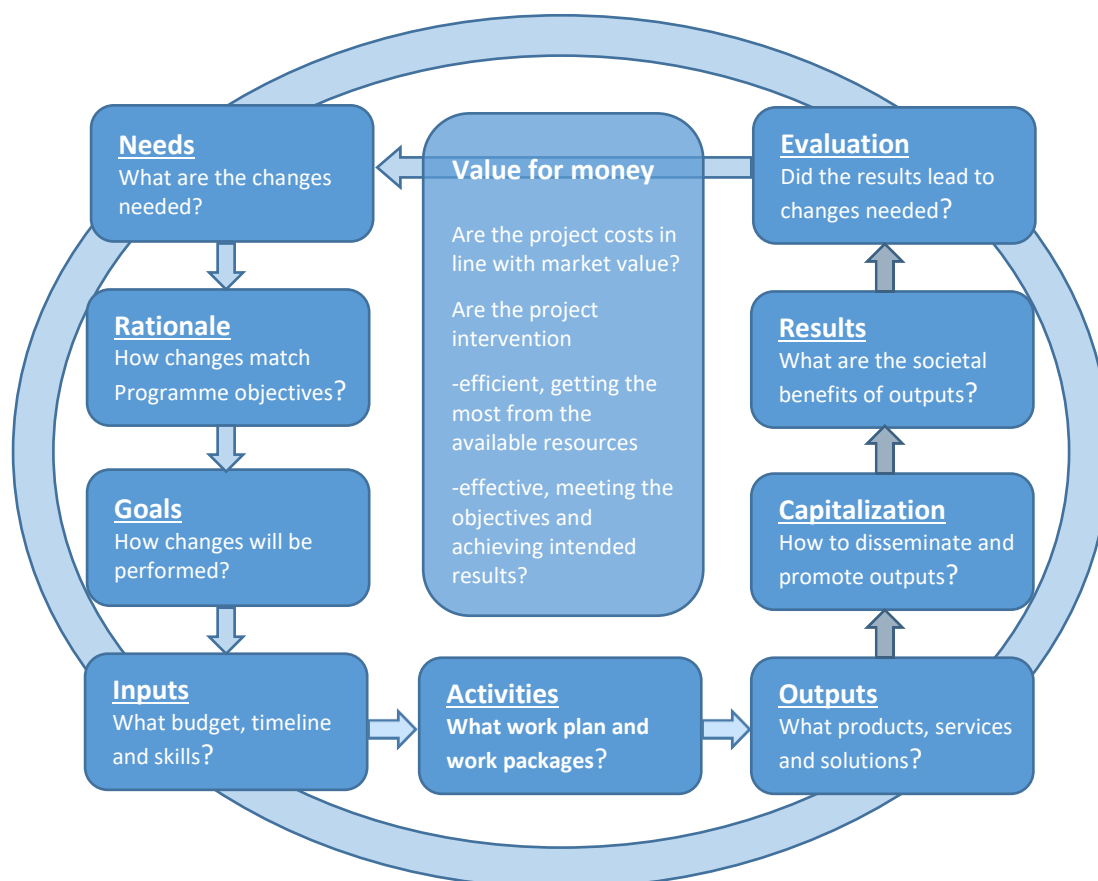 Needs
What are the changes
needed?
Rationale
How changes match
Programme objectives?
Goals
How changes will be
performed?
Inputs
What budget, timeline
and skills?
Activities
What work plan and
work packages?
Outputs
What products, services
and solutions?
Capitalization
How to disseminate and
promote outputs?
Results
What are the societal
benefits of outputs?
Evaluation
Did the results lead to
changes needed?
Value for money
Are the project costs in
line with market value?
Are the project
intervention
-efficient, getting the
most from the
available resources
-effective, meeting the
objectives and
achieving intended
results?